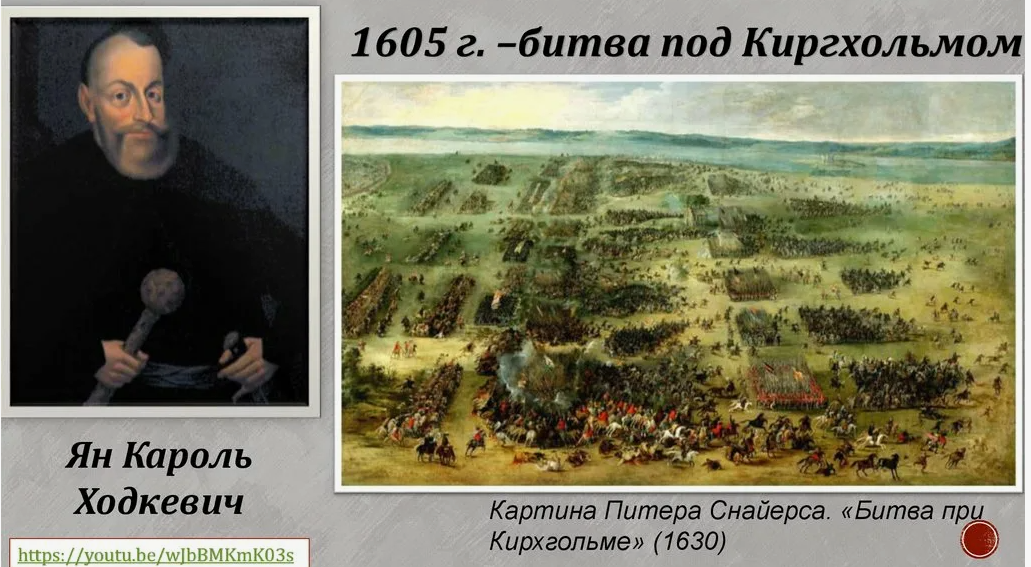 1605 г. –битва под Киргхольмом
Ян Кароль
Ходкевич
https://youtu.be/wJbBMKmK03s
Картина Питера Снайерса. «Битва при
Кирхгольме» (1630)